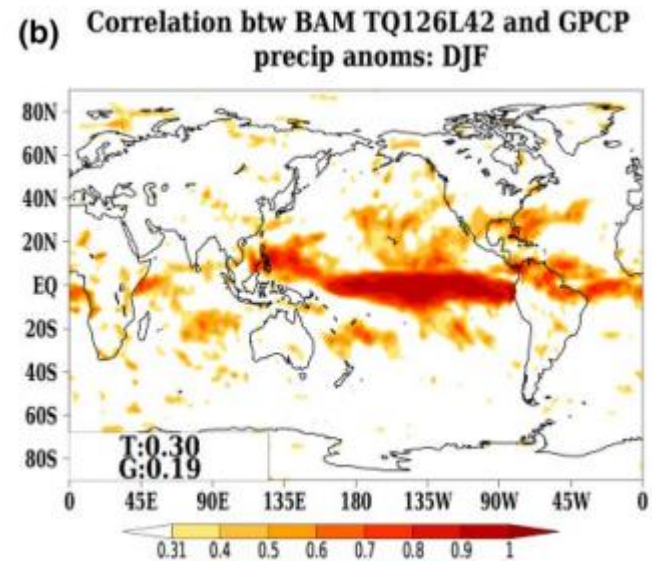 (b) Correlation btw BAM TQ126L42 and GPCP
precip anoms: DJF
80N
60N
40N
20N
EQ
20S
40S
60S
80S
T:0.30
G:0.19
0 45E 90E 135E 180 135W 90W 45W 0
0.31 0.4 0.5 0.6 0.7 0.8 0.9 1